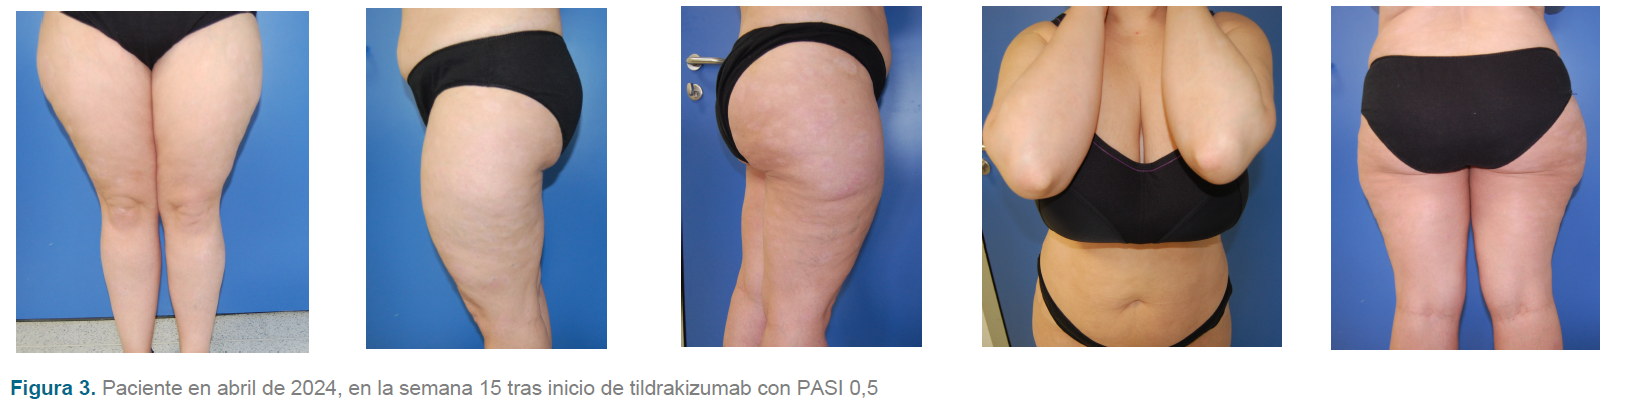 Figura 3. Paciente en abril de 2024, en la semana 15 tras inicio de tildrakizumab con PASI 0,5